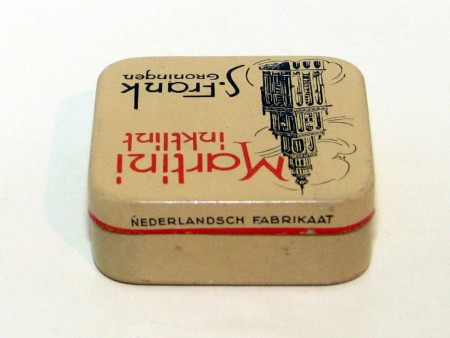 Martini
inktlint
S. Frank
Groningen
NEDERLANDSCH FABRIKAAT